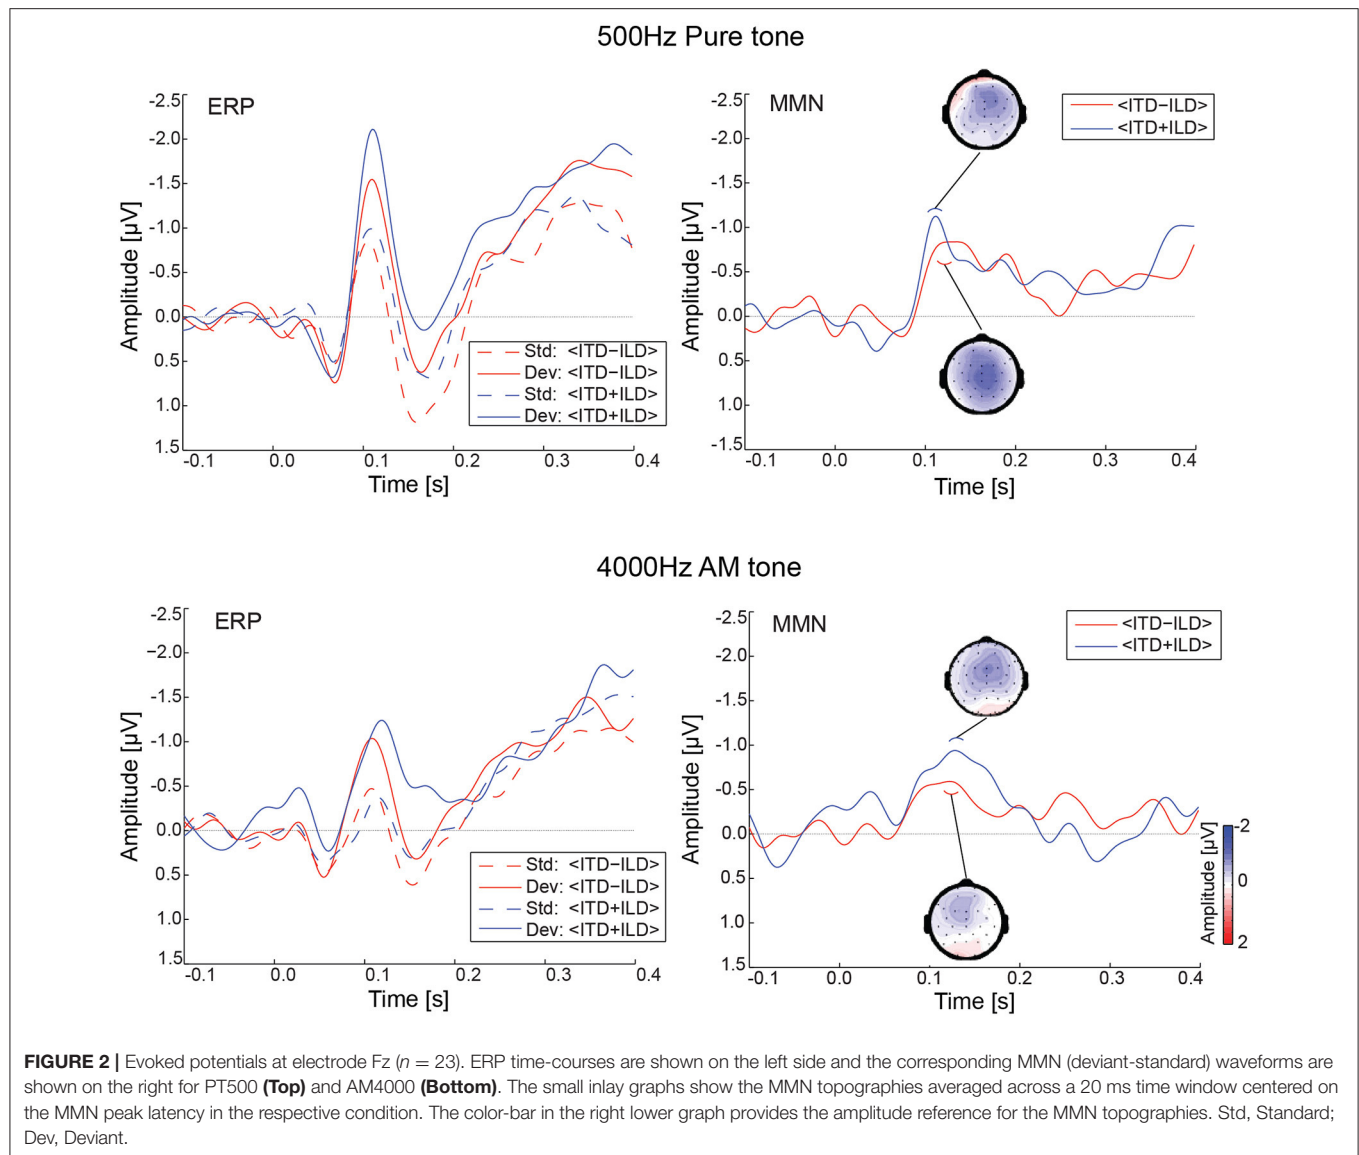 500Hz Pure tone
ERP
Amplitude [µV]
-2.5
-2.0
-1.5
-1.0
-0.5
0.0
0.5
1.0
1.5
-0.1 0.0 0.1 0.2 0.3 0.4
Time [s]
Std: <ITD−ILD>
Dev: <ITD−ILD>
Std: <ITD+ILD>
Dev: <ITD+ILD>
MMN
Amplitude [µV]
-2.5
-2.0
-1.5
-1.0
-0.5
0.0
0.5
1.0
-1.5
-0.1 0.0 0.1 0.2 0.3 0.4
Time [s]
<ITD−ILD>
<ITD+ILD>
4000Hz AM tone
ERP
Amplitude [µV]
-2.5
-2.0
-1.5
-1.0
-0.5
0.0
0.5
1.0
1.5
-0.1 0.0 0.1 0.2 0.3 0.4
Time [s]
Std: <ITD−ILD>
Dev: <ITD−ILD>
Std: <ITD+ILD>
Dev: <ITD+ILD>
MMN
Amplitude [µV]
-2.5
-2.0
-1.5
-1.0
-0.5
0.0
0.5
1.0
1.5
-0.1 0.0 0.1 0.2 0.3 0.4
Time [s]
<ITD−ILD>
<ITD+ILD>
Amplitude [µV]
-2
0
2
FIGURE 2 | Evoked potentials at electrode Fz (n = 23). ERP time-courses are shown on the left side and the corresponding MMN (deviant-standard) waveforms are
shown on the right for PT500 (Top) and AM4000 (Bottom). The small inlay graphs show the MMN topographies averaged across a 20 ms time window centered on
the MMN peak latency in the respective condition. The color-bar in the right lower graph provides the amplitude reference for the MMN topographies. Std, Standard;
Dev, Deviant.